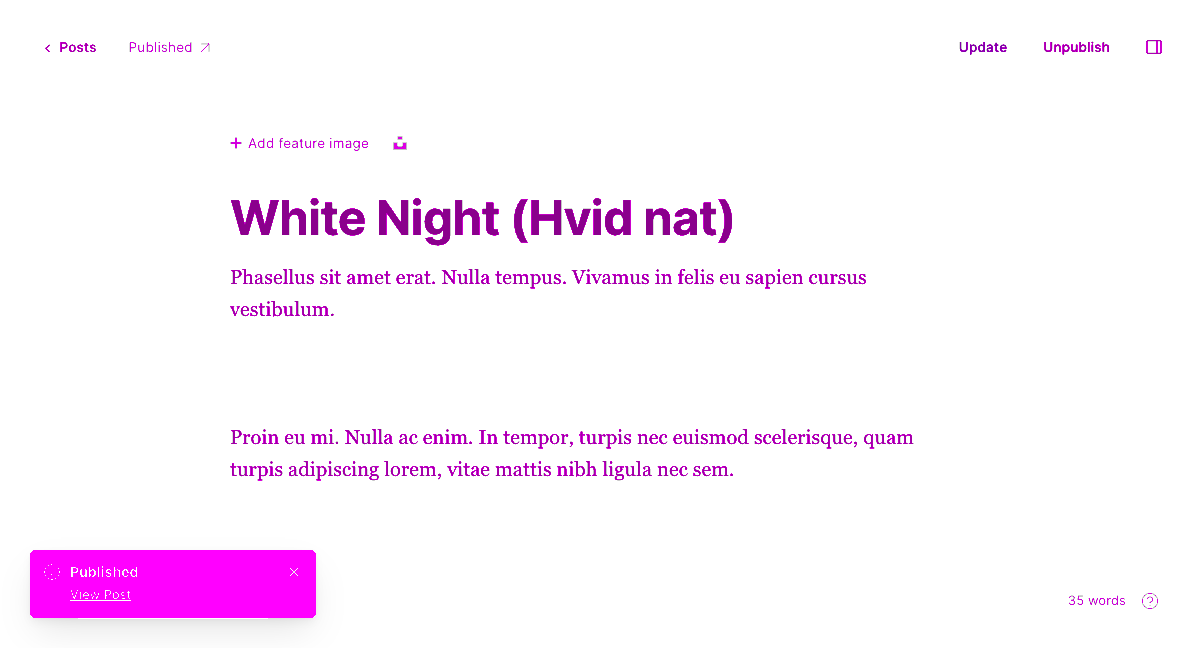 Posts Published
Update Unpublish
Add feature image
White Night (Hvid nat)
Phasellus sit amet erat. Nulla tempus. Vivamus in felis eu sapien cursus
vestibulum.
Proin eu mi. Nulla ac enim. In tempor, turpis nec euismod scelerisque, quam
turpis adipiscing lorem, vitae mattis nibh ligula nec sem.
Published
View Post
35 words